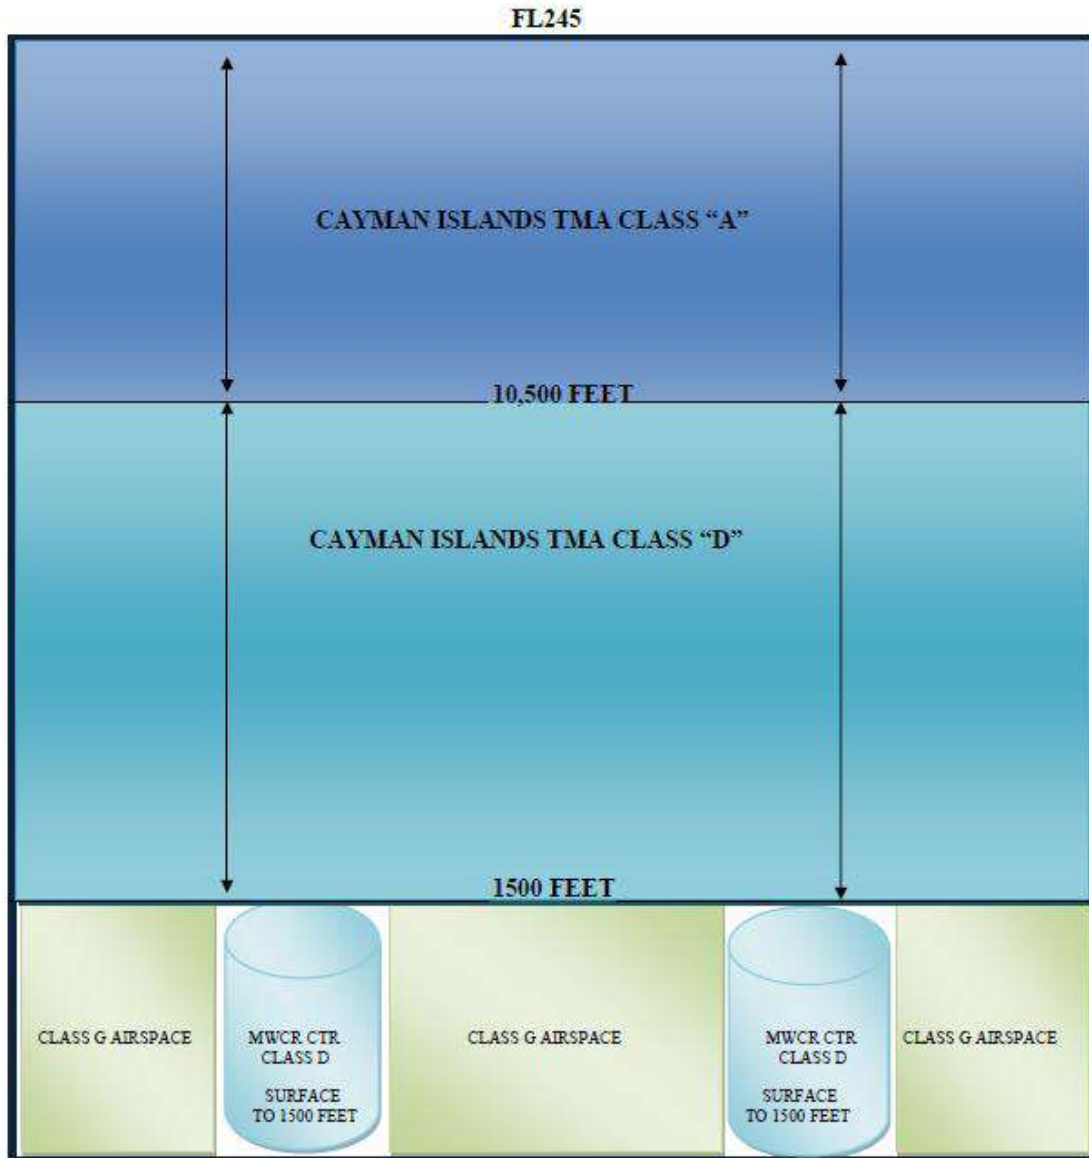 FL245
CAYMAN ISLANDS TMA CLASS “A”
10,500 FEET
CAYMAN ISLANDS TMA CLASS “D”
1500 FEET
CLASS G AIRSPACE
MWCR CTR
CLASS D
SURFACE
TO 1500 FEET
CLASS G AIRSPACE
MWCR CTR
CLASS D
SURFACE
TO 1500 FEET
CLASS G AIRSPACE